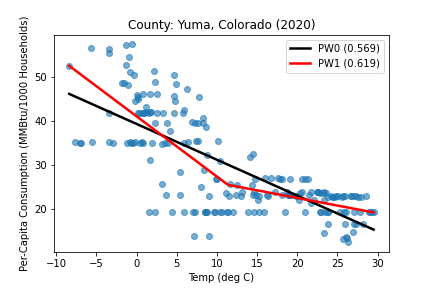 County: Yuma, Colorado (2020)
PW0 (0.569)
PW1 (0.619)
Per-Capita Consumption (MMBtu/1000 Households)
50
40
30
20
−10 −5 0 5 10 15 20 25 30
Temp (deg C)